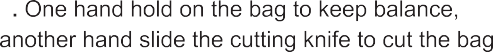 . One hand hold on the bag to keep balance,
another hand slide the cutting knife to cut the bag